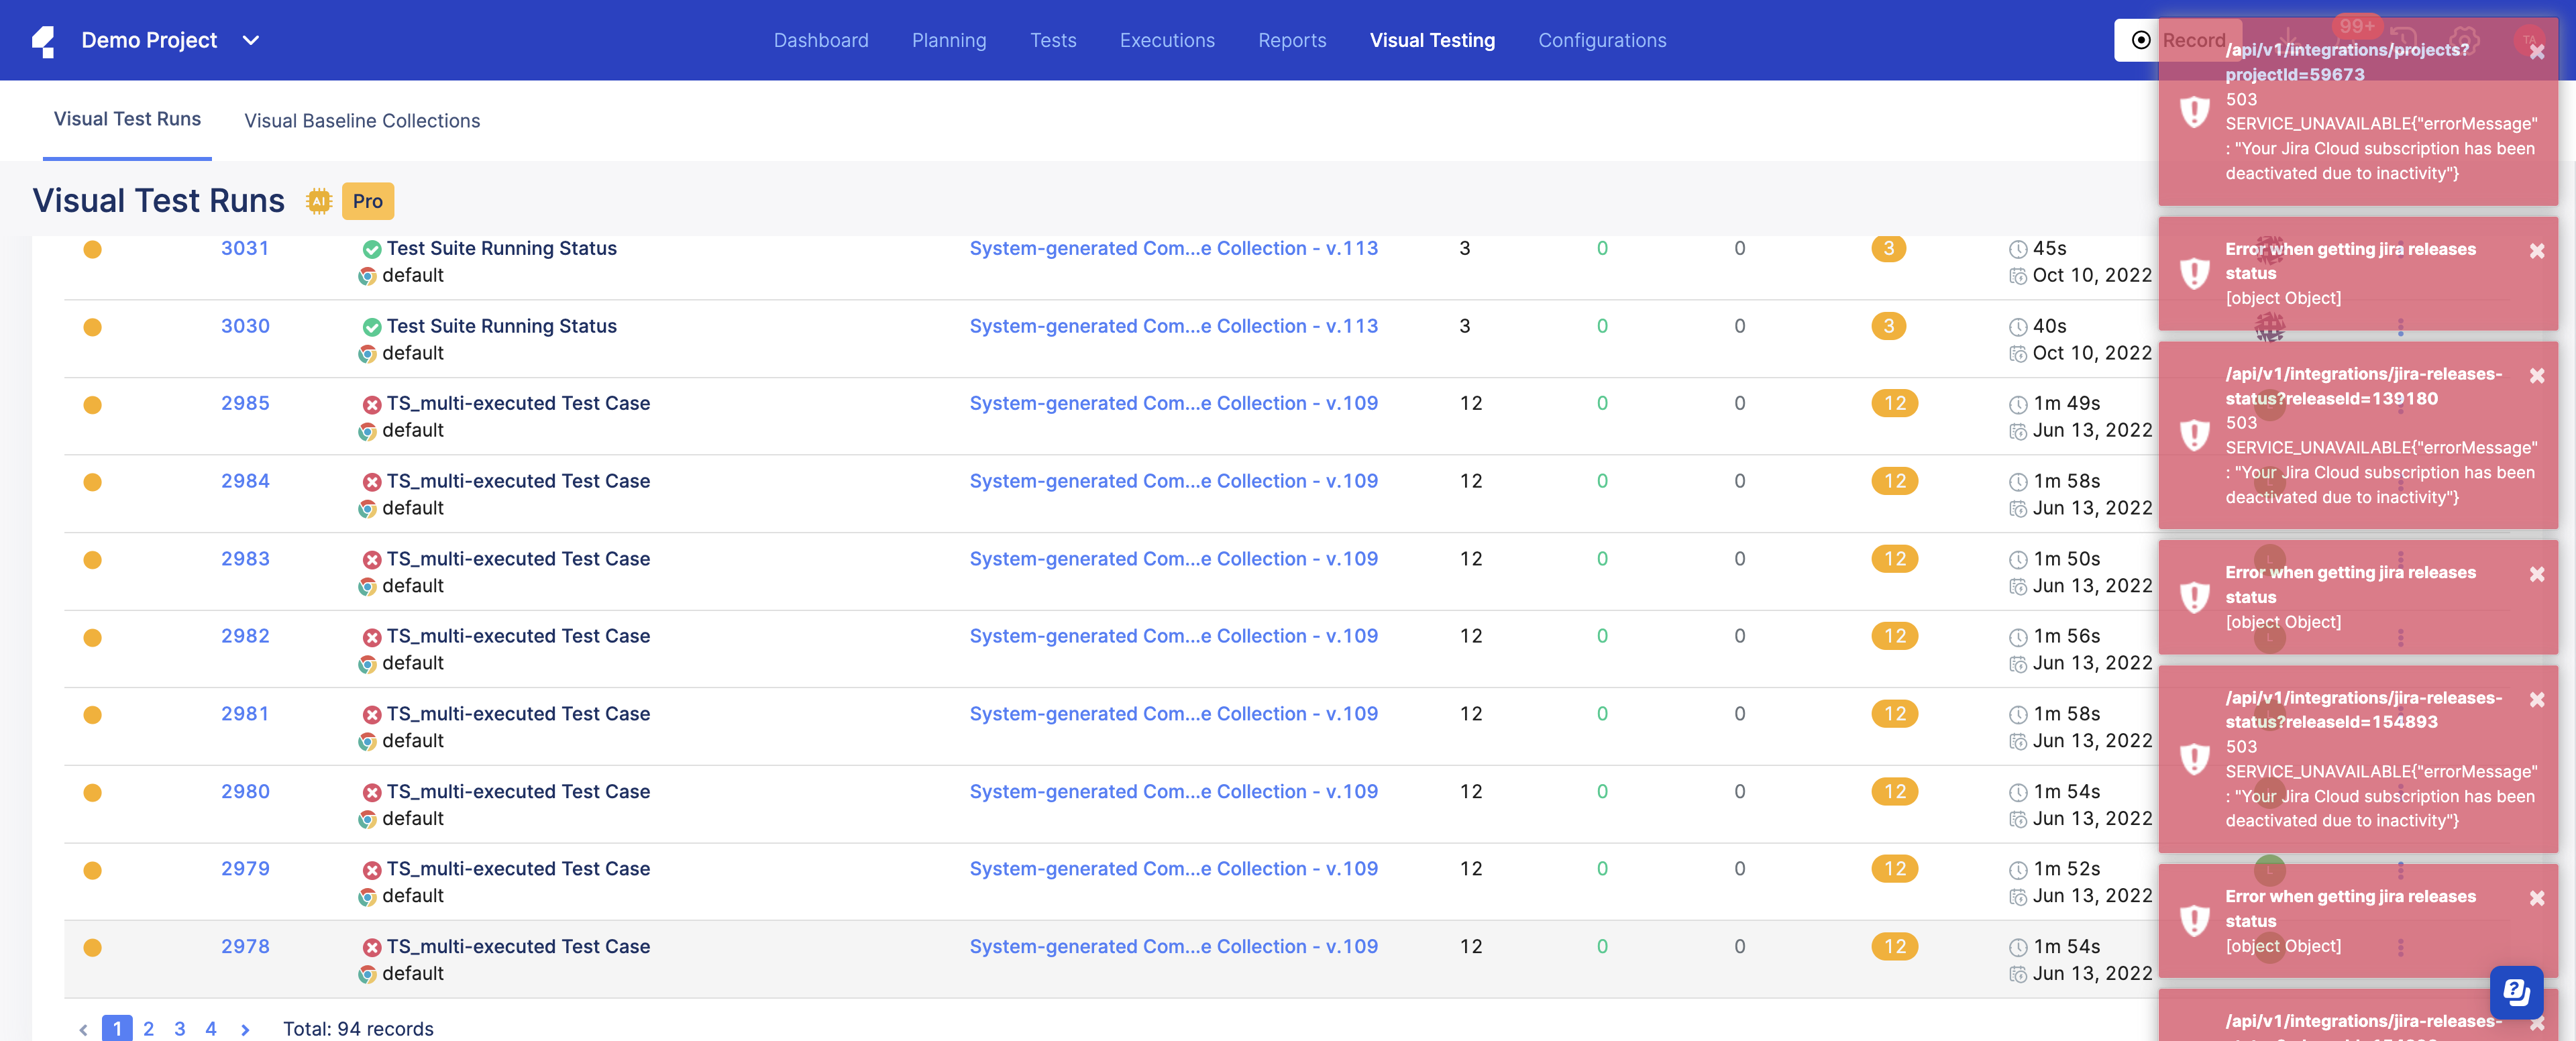 Demo Project
Dashboard Planning Tests Executions Reports Visual Testing Configurations
Record
99+
TA
Visual Test Runs Visual Baseline Collections
Visual Test Runs AI Pro
3031 Test Suite Running Status System-generated Com...e Collection - v.113 3 0 0 3 45s
default Oct 10, 2022
3030 Test Suite Running Status System-generated Com...e Collection - v.113 3 0 0 3 40s
default Oct 10, 2022
2985 TS_multi-executed Test Case System-generated Com...e Collection - v.109 12 0 0 12 1m 49s
default Jun 13, 2022
2984 TS_multi-executed Test Case System-generated Com...e Collection - v.109 12 0 0 12 1m 58s
default Jun 13, 2022
2983 TS_multi-executed Test Case System-generated Com...e Collection - v.109 12 0 0 12 1m 50s
default Jun 13, 2022
2982 TS_multi-executed Test Case System-generated Com...e Collection - v.109 12 0 0 12 1m 56s
default Jun 13, 2022
2981 TS_multi-executed Test Case System-generated Com...e Collection - v.109 12 0 0 12 1m 58s
default Jun 13, 2022
2980 TS_multi-executed Test Case System-generated Com...e Collection - v.109 12 0 0 12 1m 54s
default Jun 13, 2022
2979 TS_multi-executed Test Case System-generated Com...e Collection - v.109 12 0 0 12 1m 52s
default Jun 13, 2022
2978 TS_multi-executed Test Case System-generated Com...e Collection - v.109 12 0 0 12 1m 54s
default Jun 13, 2022
1 2 3 4 Total: 94 records
/api/v1/integrations/projects?
projectId=59673
503
SERVICE_UNAVAILABLE{"errorMessage"
: "Your Jira Cloud subscription has been
deactivated due to inactivity"}
Error when getting jira releases
status
[object Object]
/api/v1/integrations/jira-releases-
status?releaseId=139180
503
SERVICE_UNAVAILABLE{"errorMessage"
: "Your Jira Cloud subscription has been
deactivated due to inactivity"}
Error when getting jira releases
status
[object Object]
/api/v1/integrations/jira-releases-
status?releaseId=154893
503
SERVICE_UNAVAILABLE{"errorMessage"
: "Your Jira Cloud subscription has been
deactivated due to inactivity"}
Error when getting jira releases
status
[object Object]
/api/v1/integrations/jira-releases-